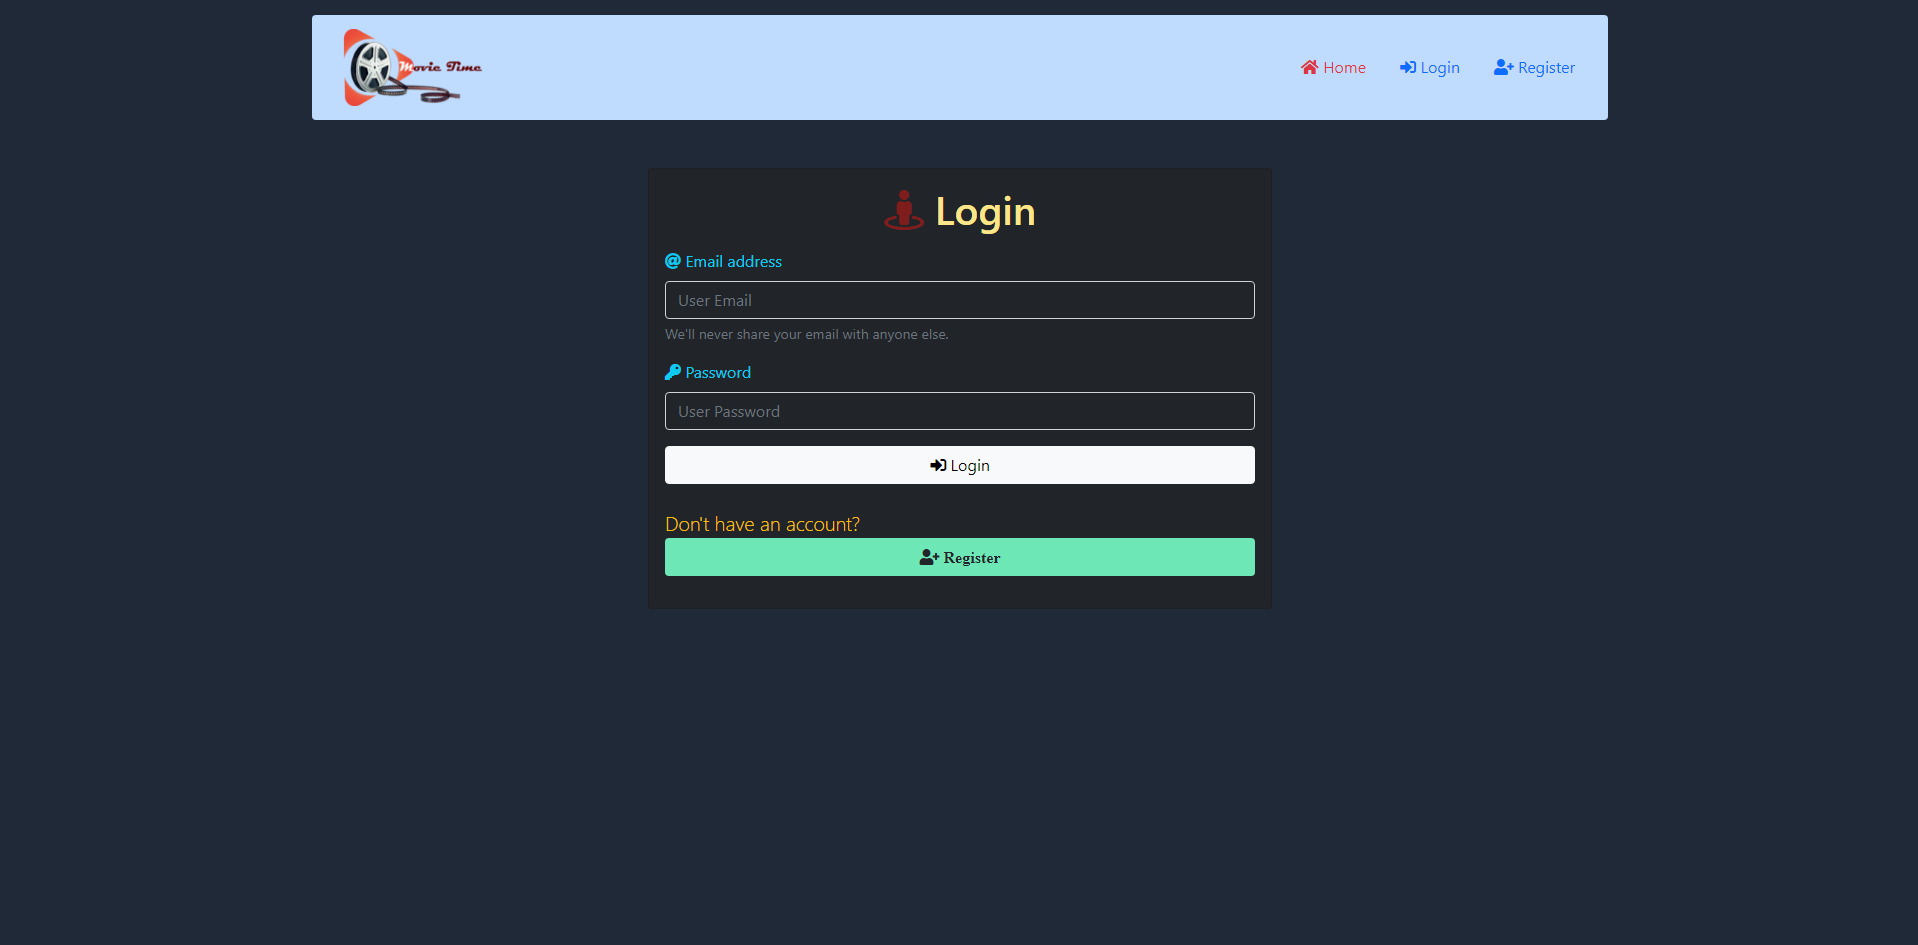 Movie Time
Home
Login
Register
Login
Email address
User Email
We'll never share your email with anyone else.
Password
User Password
Login
Don't have an account?
Register